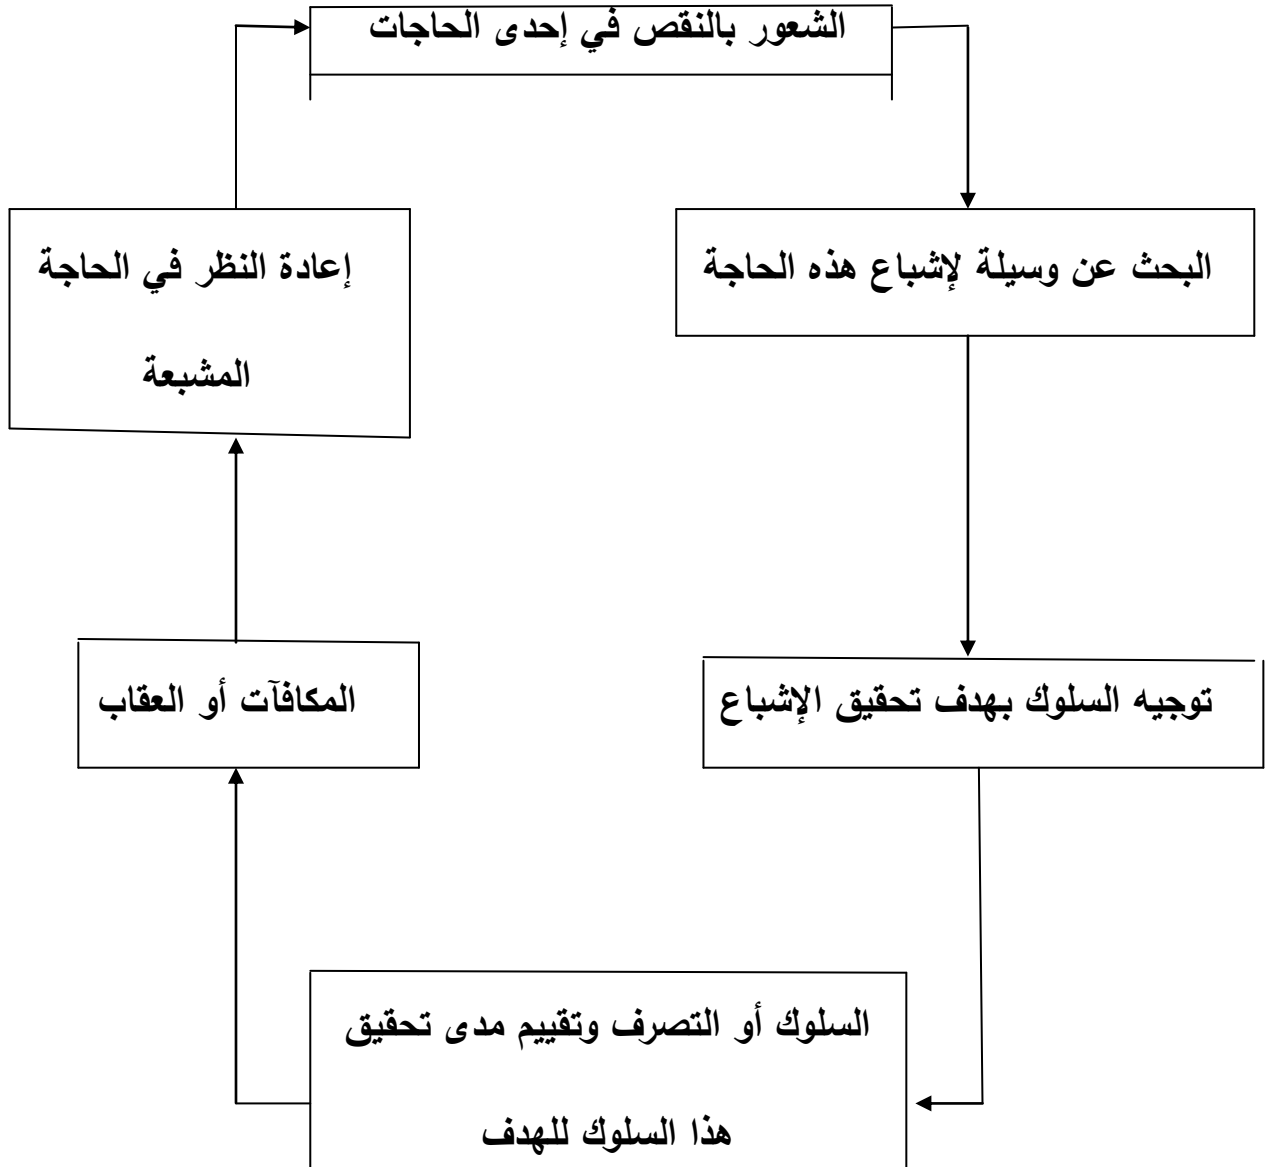 الشعور بالنقص في إحدى الحاجات
البحث عن وسيلة لإشباع هذه الحاجة
توجيه السلوك بهدف تحقيق الإشباع
السلوك أو التصرف وتقييم مدى تحقيق
هذا السلوك للهدف
المكافآت أو العقاب
إعادة النظر في الحاجة
المشبعة